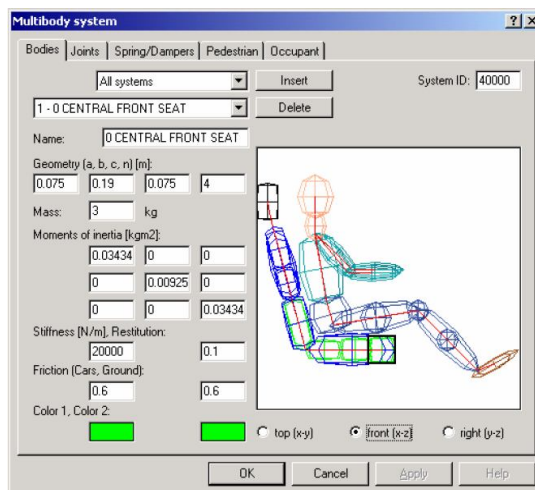 Multibody system
Bodies Joints Spring/Dampers Pedestrian Occupant
All systems Insert System ID: 40000
1 - 0 CENTRAL FRONT SEAT Delete
Name: 0 CENTRAL FRONT SEAT
Geometry (a, b, c, n) [m]:
0.075 0.19 0.075 4
Mass: 3 kg
Moments of inertia [kgm2]:
0.03434 0 0
0 0.00925 0
0 0 0.03434
Stiffness [N/m], Restitution:
20000 0.1
Friction (Cars, Ground):
0.6 0.6
Color 1, Color 2:
top (x-y) front (x-z) right (y-z)
OK Cancel Apply Help